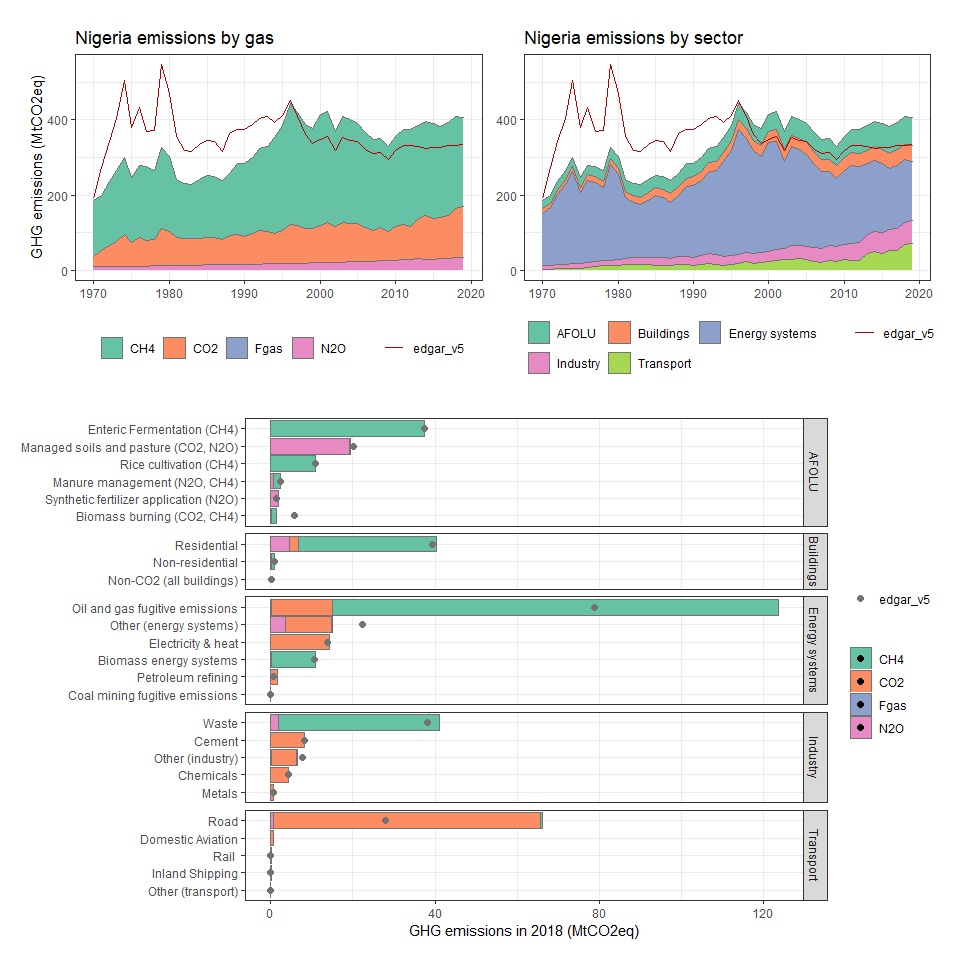 Nigeria emissions by gas
GHG emissions (MtCO2eq)
400
200
0
1970
1980
1990
2000
2010
2020
CH4
CO2
Fgas
N2O
edgar_v5
Nigeria emissions by sector
400
200
0
1970
1980
1990
2000
2010
2020
AFOLU
Buildings
Energy systems
edgar_v5
Industry
Transport
Enteric Fermentation (CH4)
Managed soils and pasture (CO2, N2O)
Rice cultivation (CH4)
Manure management (N2O, CH4)
Synthetic fertilizer application (N2O)
Biomass burning (CO2, CH4)
AFOLU
Residential
Non-residential
Non-CO2 (all buildings)
Buildings
Oil and gas fugitive emissions
Other (energy systems)
Electricity & heat
Biomass energy systems
Petroleum refining
Coal mining fugitive emissions
Energy systems
Waste
Cement
Other (industry)
Chemicals
Metals
Industry
Road
Domestic Aviation
Rail
Inland Shipping
Other (transport)
Transport
0
40
80
120
GHG emissions in 2018 (MtCO2eq)
edgar_v5
CH4
CO2
Fgas
N2O